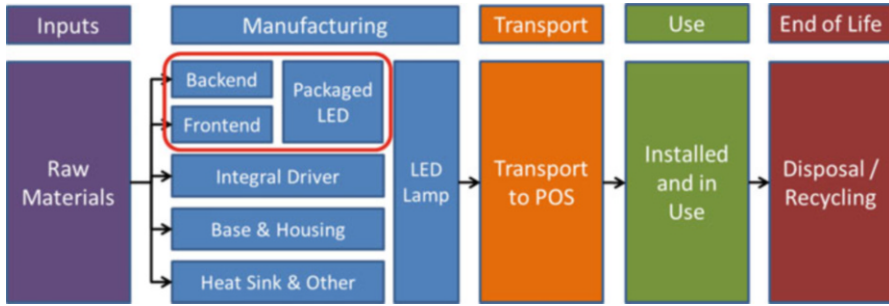 Inputs
Manufacturing
Transport
Use
End of Life
Raw
Materials
Backend
Frontend
Packaged
LED
Integral Driver
Base & Housing
Heat Sink & Other
LED
Lamp
Transport
to POS
Installed
and in
Use
Disposal /
Recycling